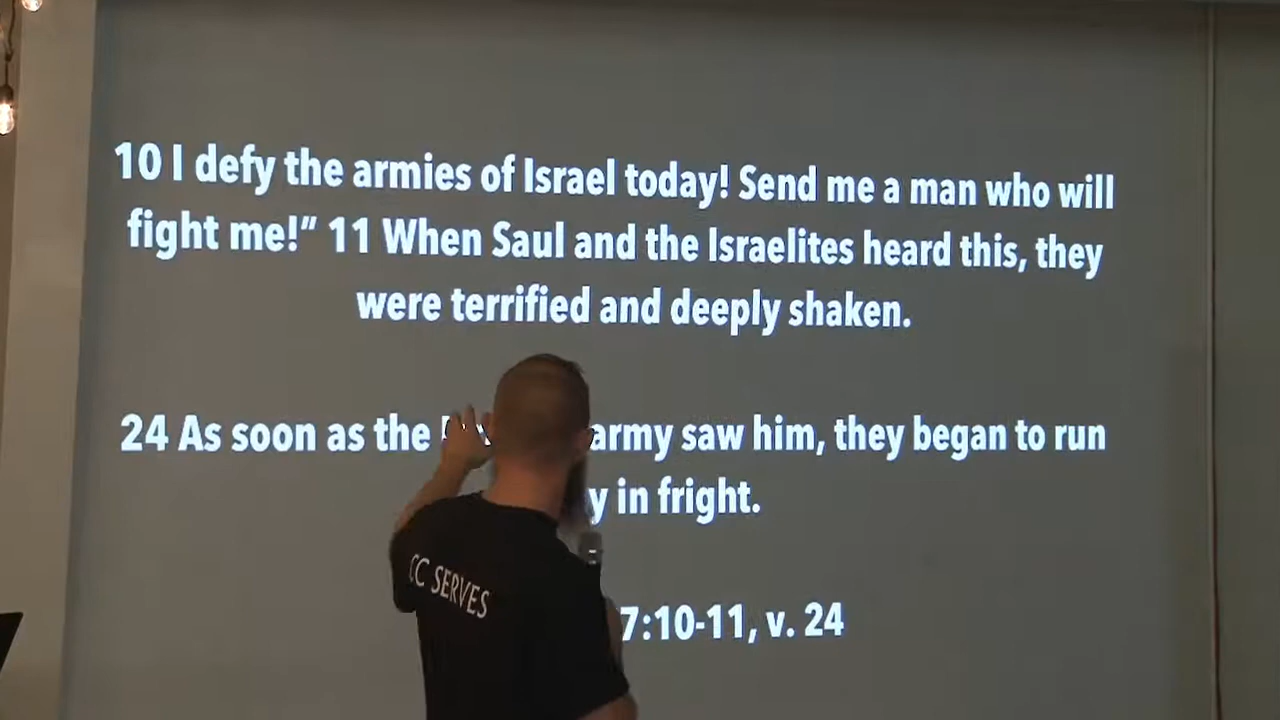 10 I defy the armies of Israel today! Send me a man who will
fight me!” 11 When Saul and the Israelites heard this, they
were terrified and deeply shaken.
24 As soon as the army saw him, they began to run
in fright.
7:10-11, v. 24
CC SERVES